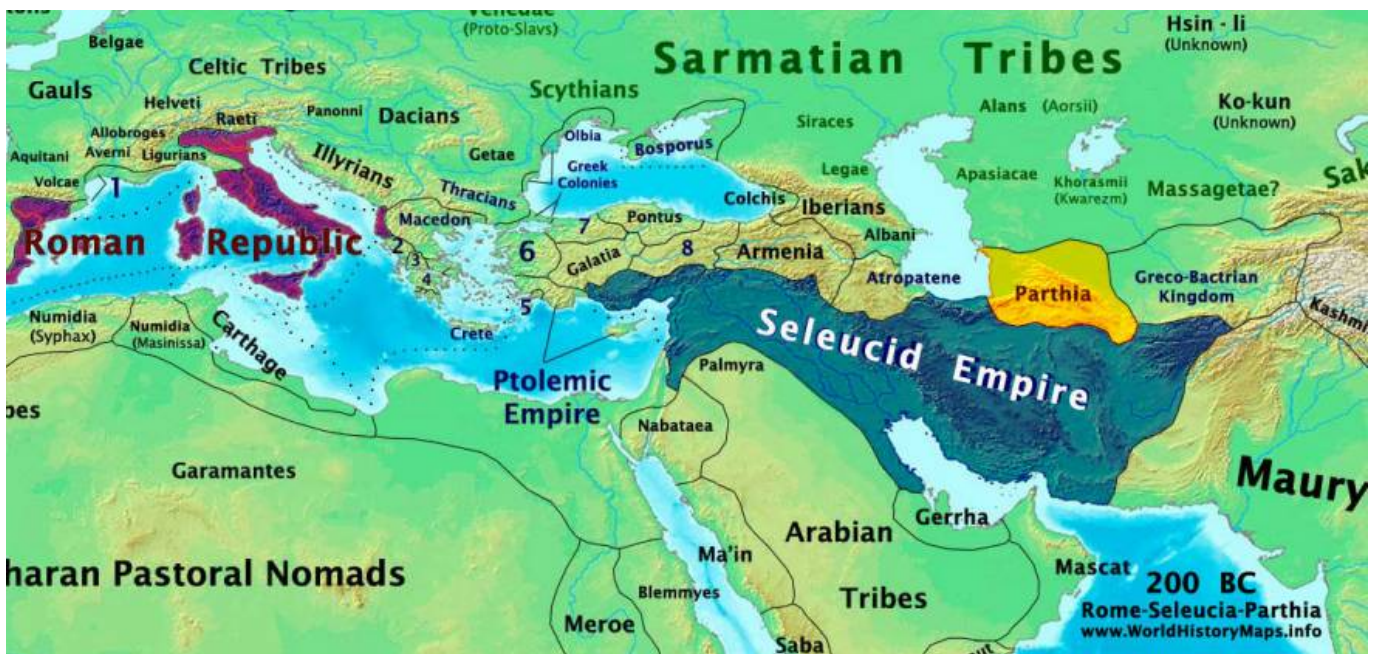 Venedae
(Proto-Slavs)
Hsin - li
(Unknown)
Belgae
Sarmatian Tribes
Celtic Tribes
Gauls
Scythians
Helveti
Panonni
Dacians
Alans (Aorsii)
Ko-kun
(Unknown)
Raeti
Allobroges
Olbia
Siraces
Bosporus
Aquitani
Averni
Ligurians
Illyrians
Getae
Greek
Colonies
Legae
Apasiacae
Khorasmii
(Kwarezm)
Massagetae?
Sak
Volcae
1
Thracians
Colchis
Iberians
Macedon
Pontus
7
Albani
Roman Republic
2
3
4
6
Galatia
8
Armenia
Atropatene
Parthia
Greco-Bactrian
Kingdom
5
Kashmi
Numidia
(Syphax)
Numidia
(Masinissa)
Carthage
Crete
Seleucid Empire
Palmyra
Ptolemic
Empire
bes
Nabataea
Garamantes
Maury
Gerrha
Arabian
Tribes
haran Pastoral Nomads
Ma'in
Mascat
Blemmyes
Meroe
Saba
200 BC
Rome-Seleucia-Parthia
www.WorldHistoryMaps.info